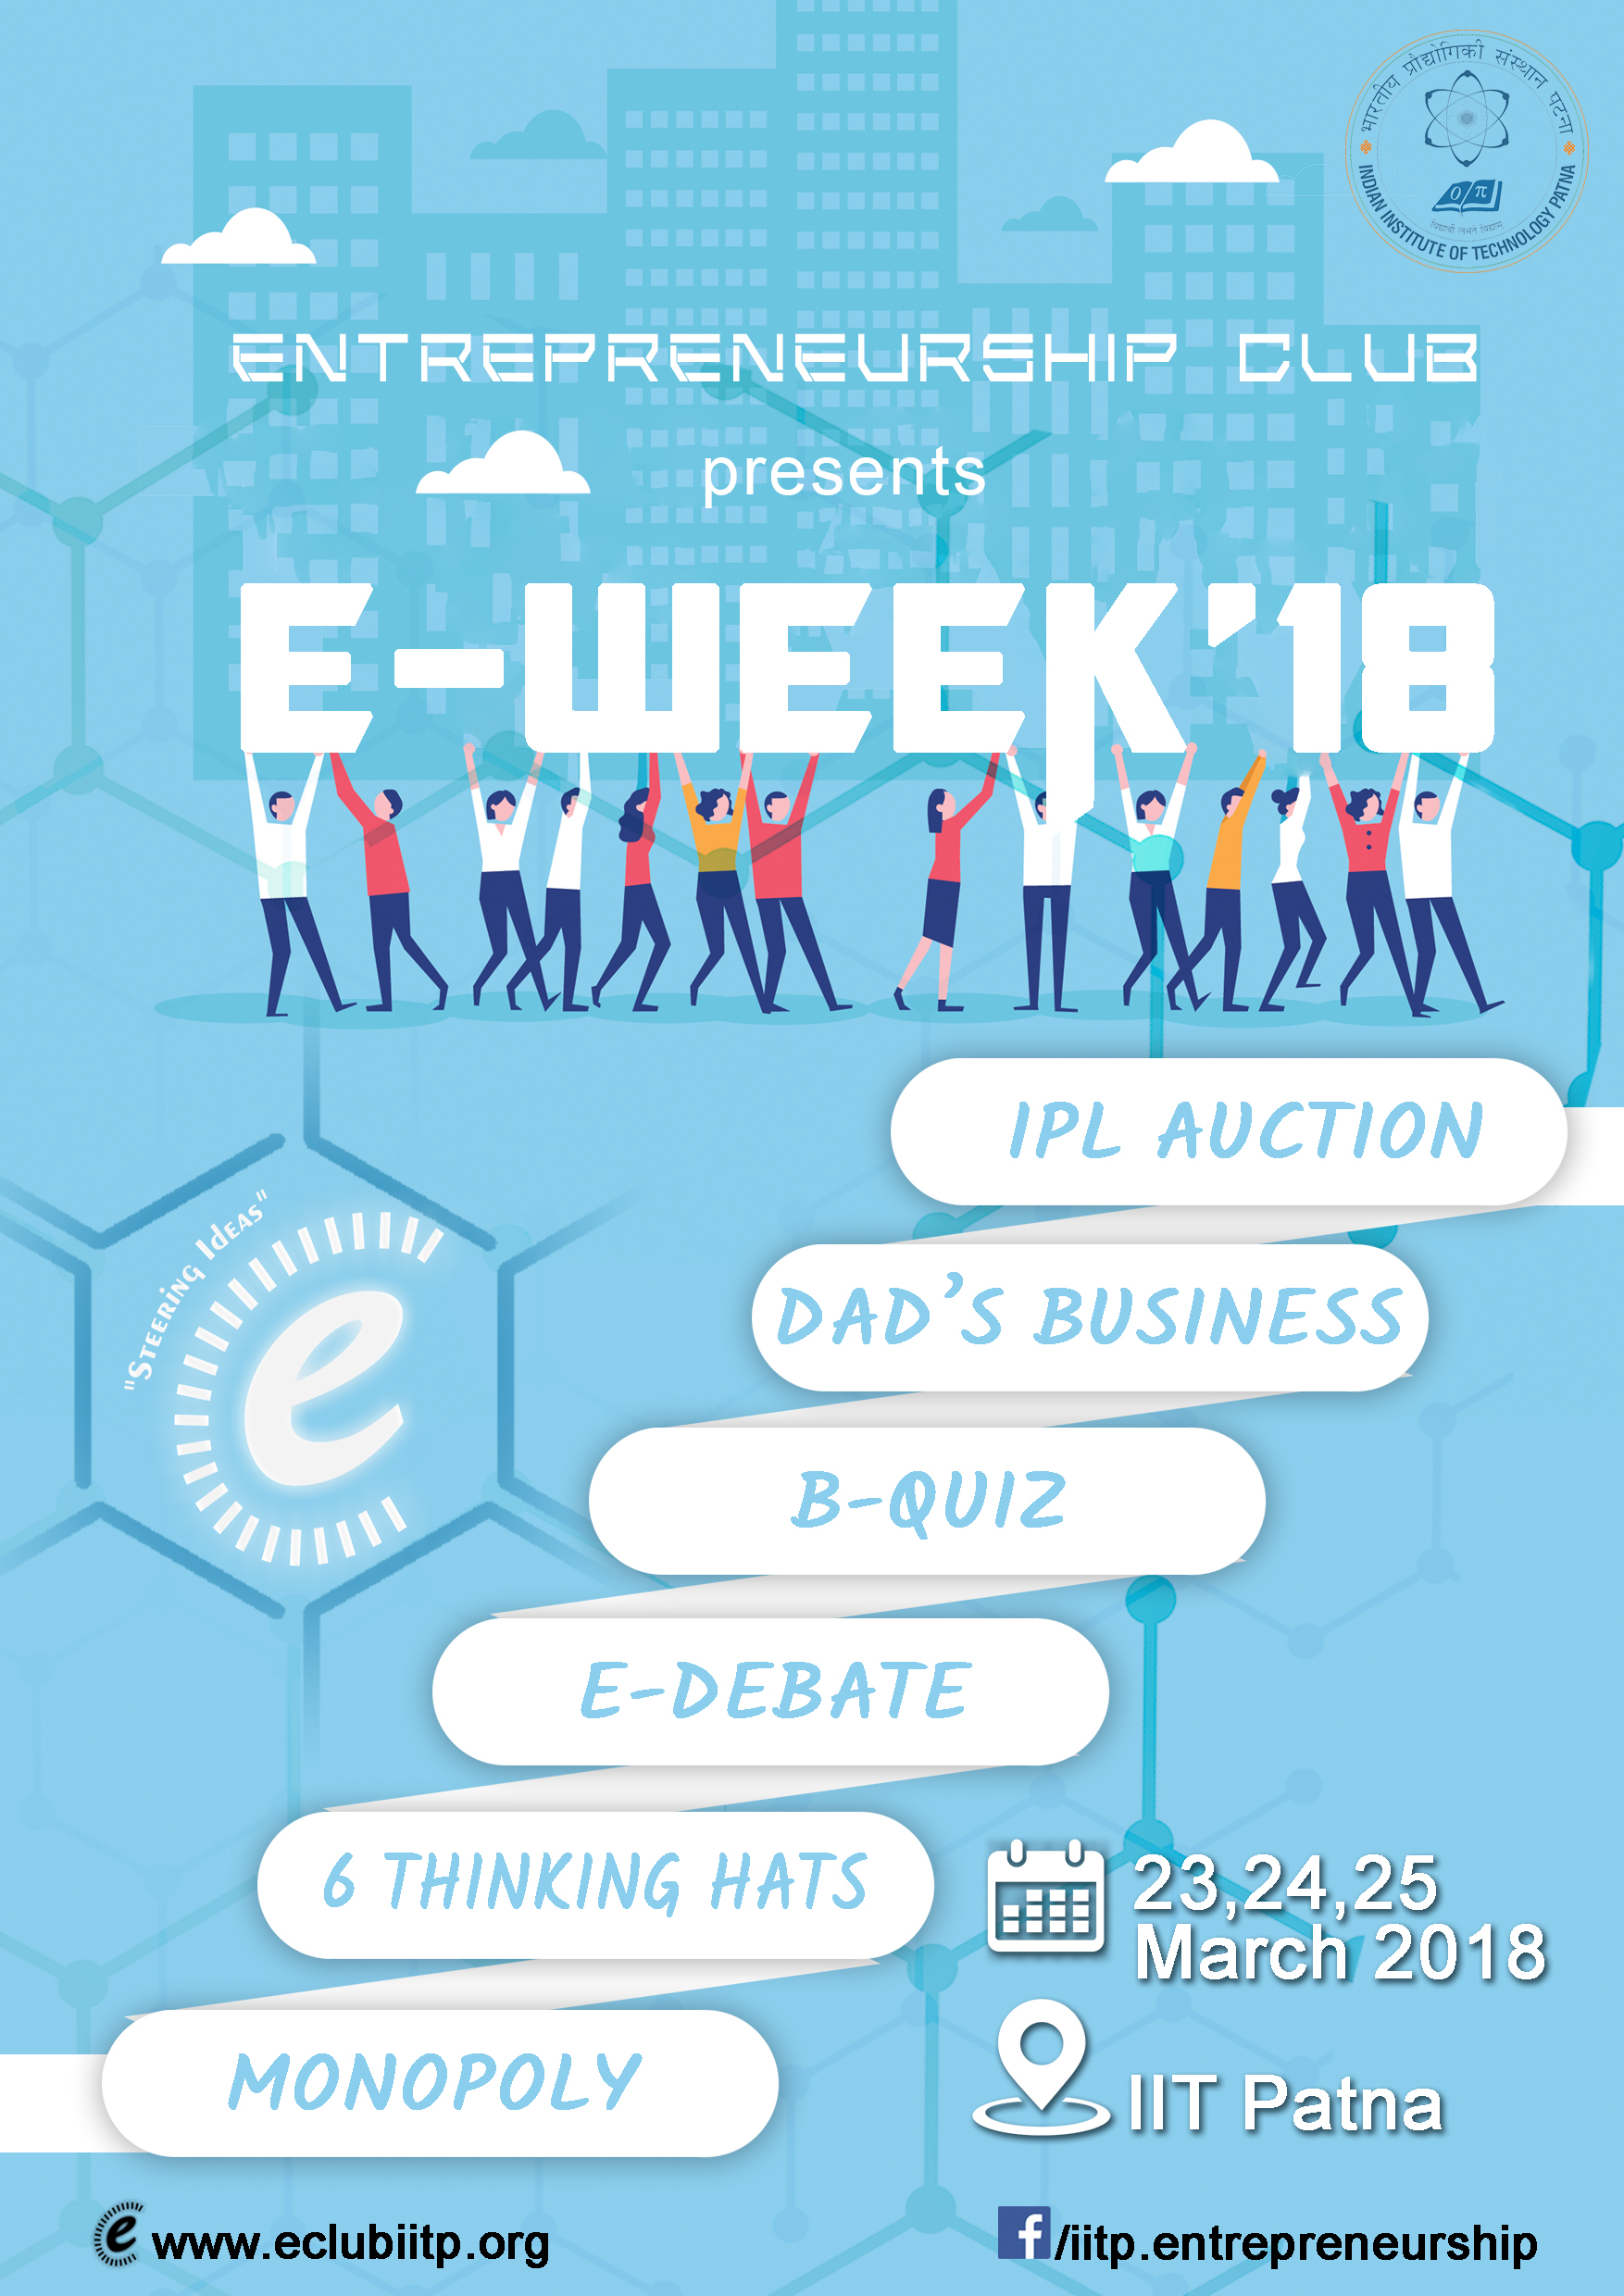 भारतीय प्रौद्योगिकी संस्थान पटना
विद्यार्थी लभते विद्याम्
INDIAN INSTITUTE OF TECHNOLOGY PATNA
ENTREPRENEURSHIP CLUB
presents
E-WEEK'18
IPL AUCTION
"STEERING IDEAS"
e
DAD'S BUSINESS
B-QUIZ
E-DEBATE
6 THINKING HATS
23,24,25
March 2018
MONOPOLY
IIT Patna
e www.eclubiitp.org
f /iitp.entrepreneurship